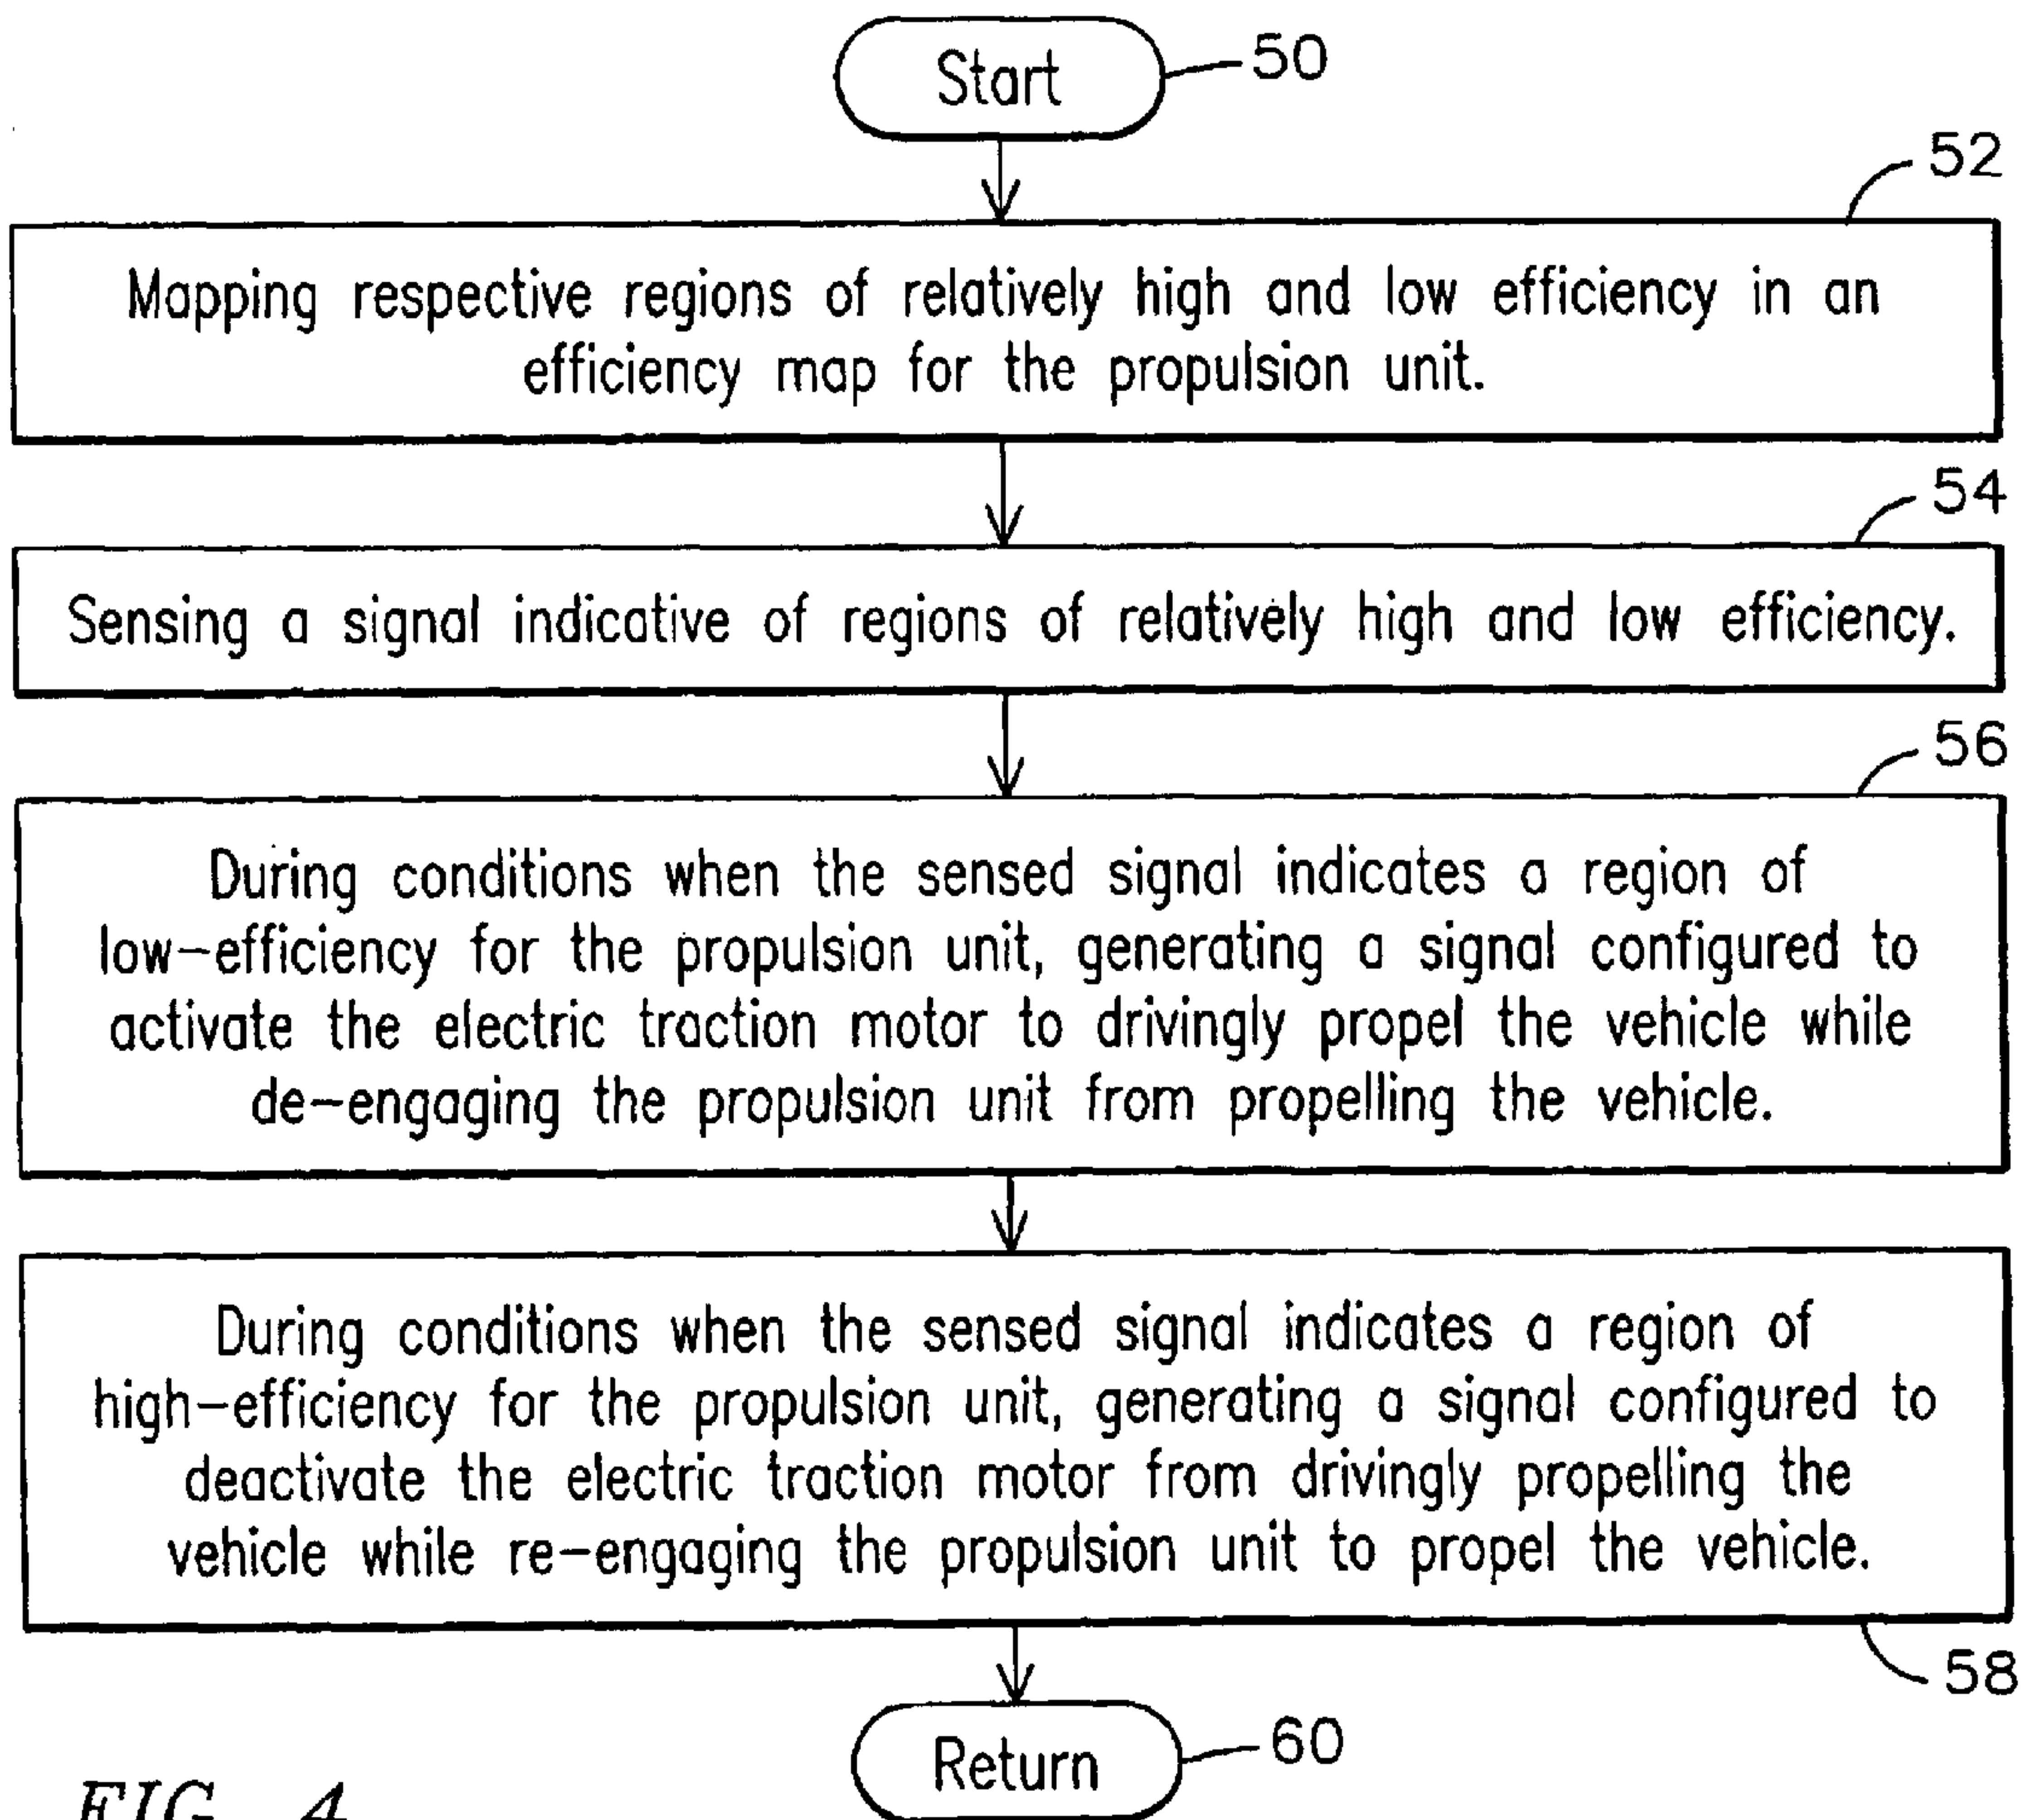 Start
50
52
Mapping respective regions of relatively high and low efficiency in an
efficiency map for the propulsion unit.
54
Sensing a signal indicative of regions of relatively high and low efficiency.
56
During conditions when the sensed signal indicates a region of
low-efficiency for the propulsion unit, generating a signal configured to
activate the electric traction motor to drivingly propel the vehicle while
de-engaging the propulsion unit from propelling the vehicle.
During conditions when the sensed signal indicates a region of
high-efficiency for the propulsion unit, generating a signal configured to
deactivate the electric traction motor from drivingly propelling the
vehicle while re-engaging the propulsion unit to propel the vehicle.
58
Return
60
FIG. 4